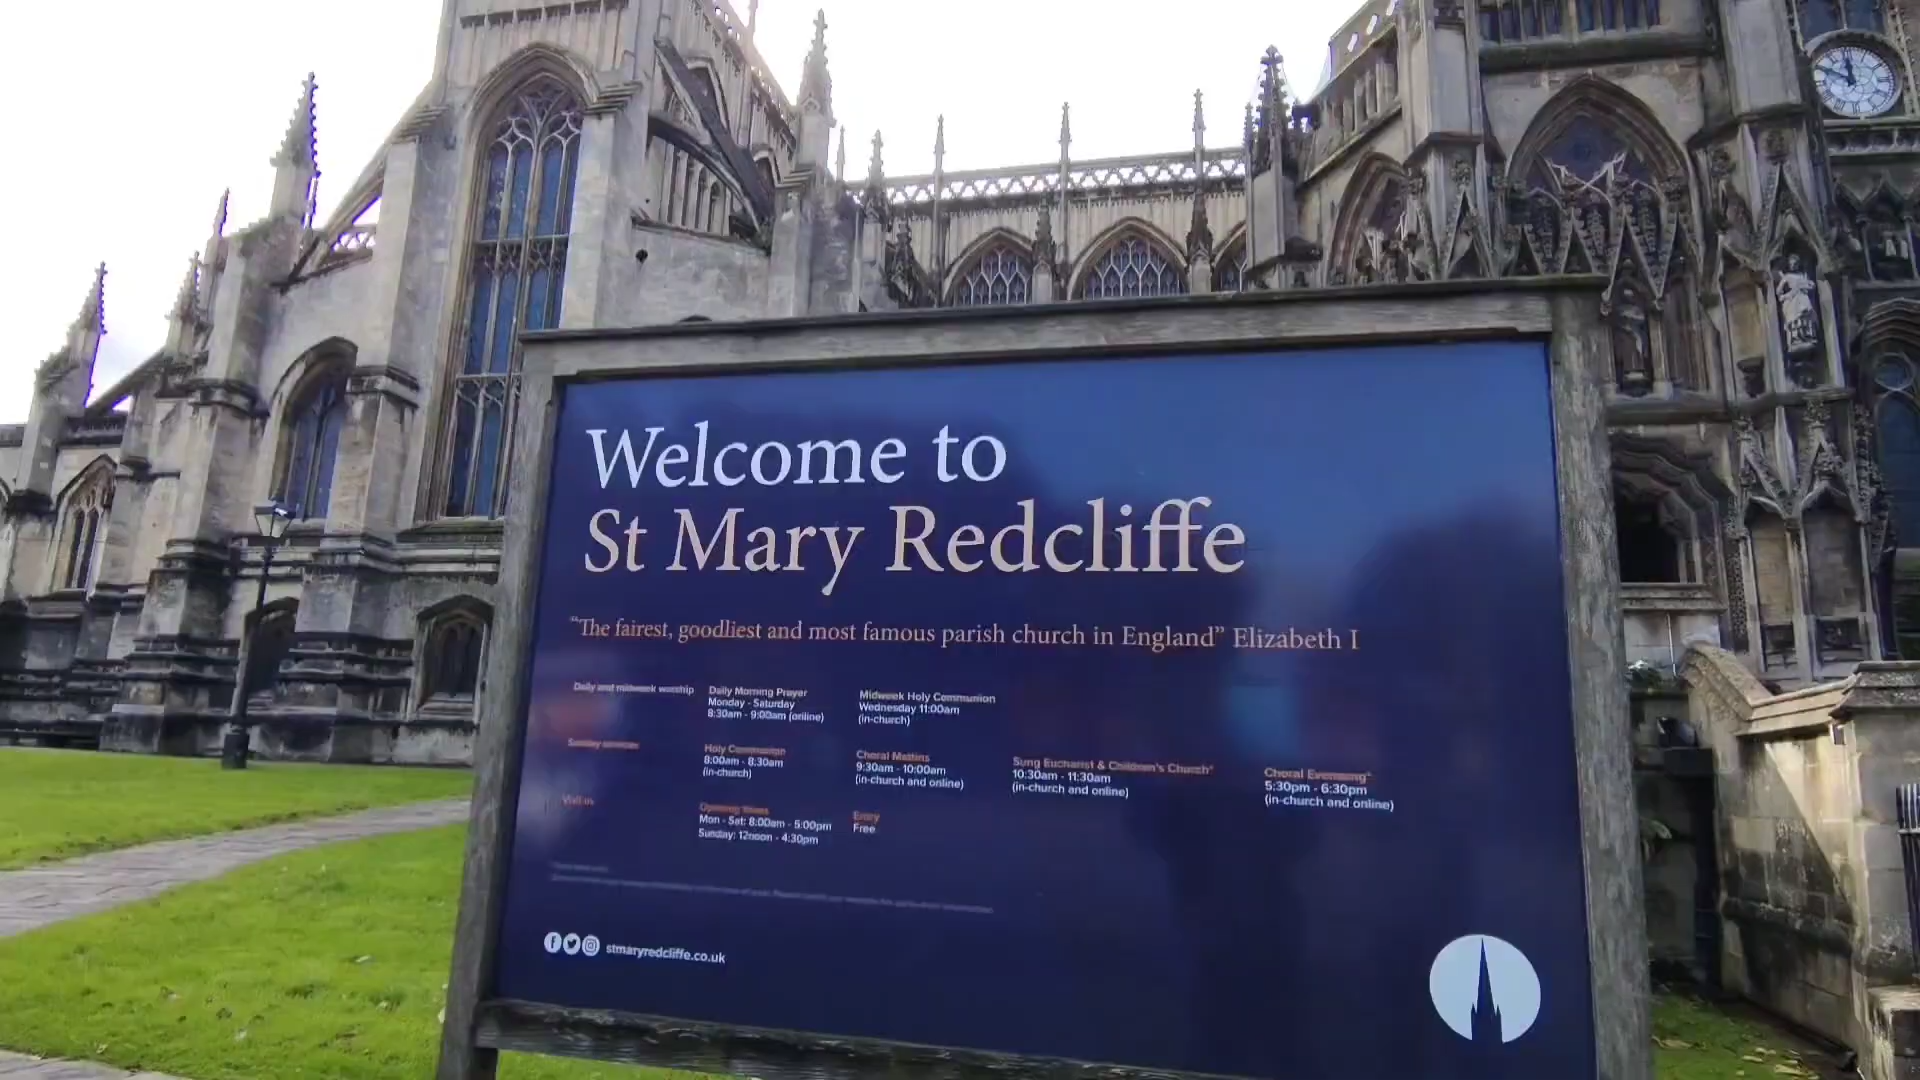 Welcome to
St Mary Redcliffe
“The fairest, goodliest and most famous parish church in England” Elizabeth I
Daily and midweek worship
Daily Morning Prayer
Monday - Saturday
8:30am - 9:00am (online)
Midweek Holy Communion
Wednesday 11:00am
(in-church)
Sunday services
Holy Communion
8:00am - 8:30am
(in-church)
Choral Mattins
9:30am - 10:00am
(in-church and online)
Sung Eucharist & Children's Church*
10:30am - 11:30am
(in-church and online)
Choral Evensong*
5:30pm - 6:30pm
(in-church and online)
Visit us
Opening times
Mon - Sat: 8:00am - 5:00pm
Sunday: 12noon - 4:30pm
Entry
Free
stmaryredcliffe.co.uk